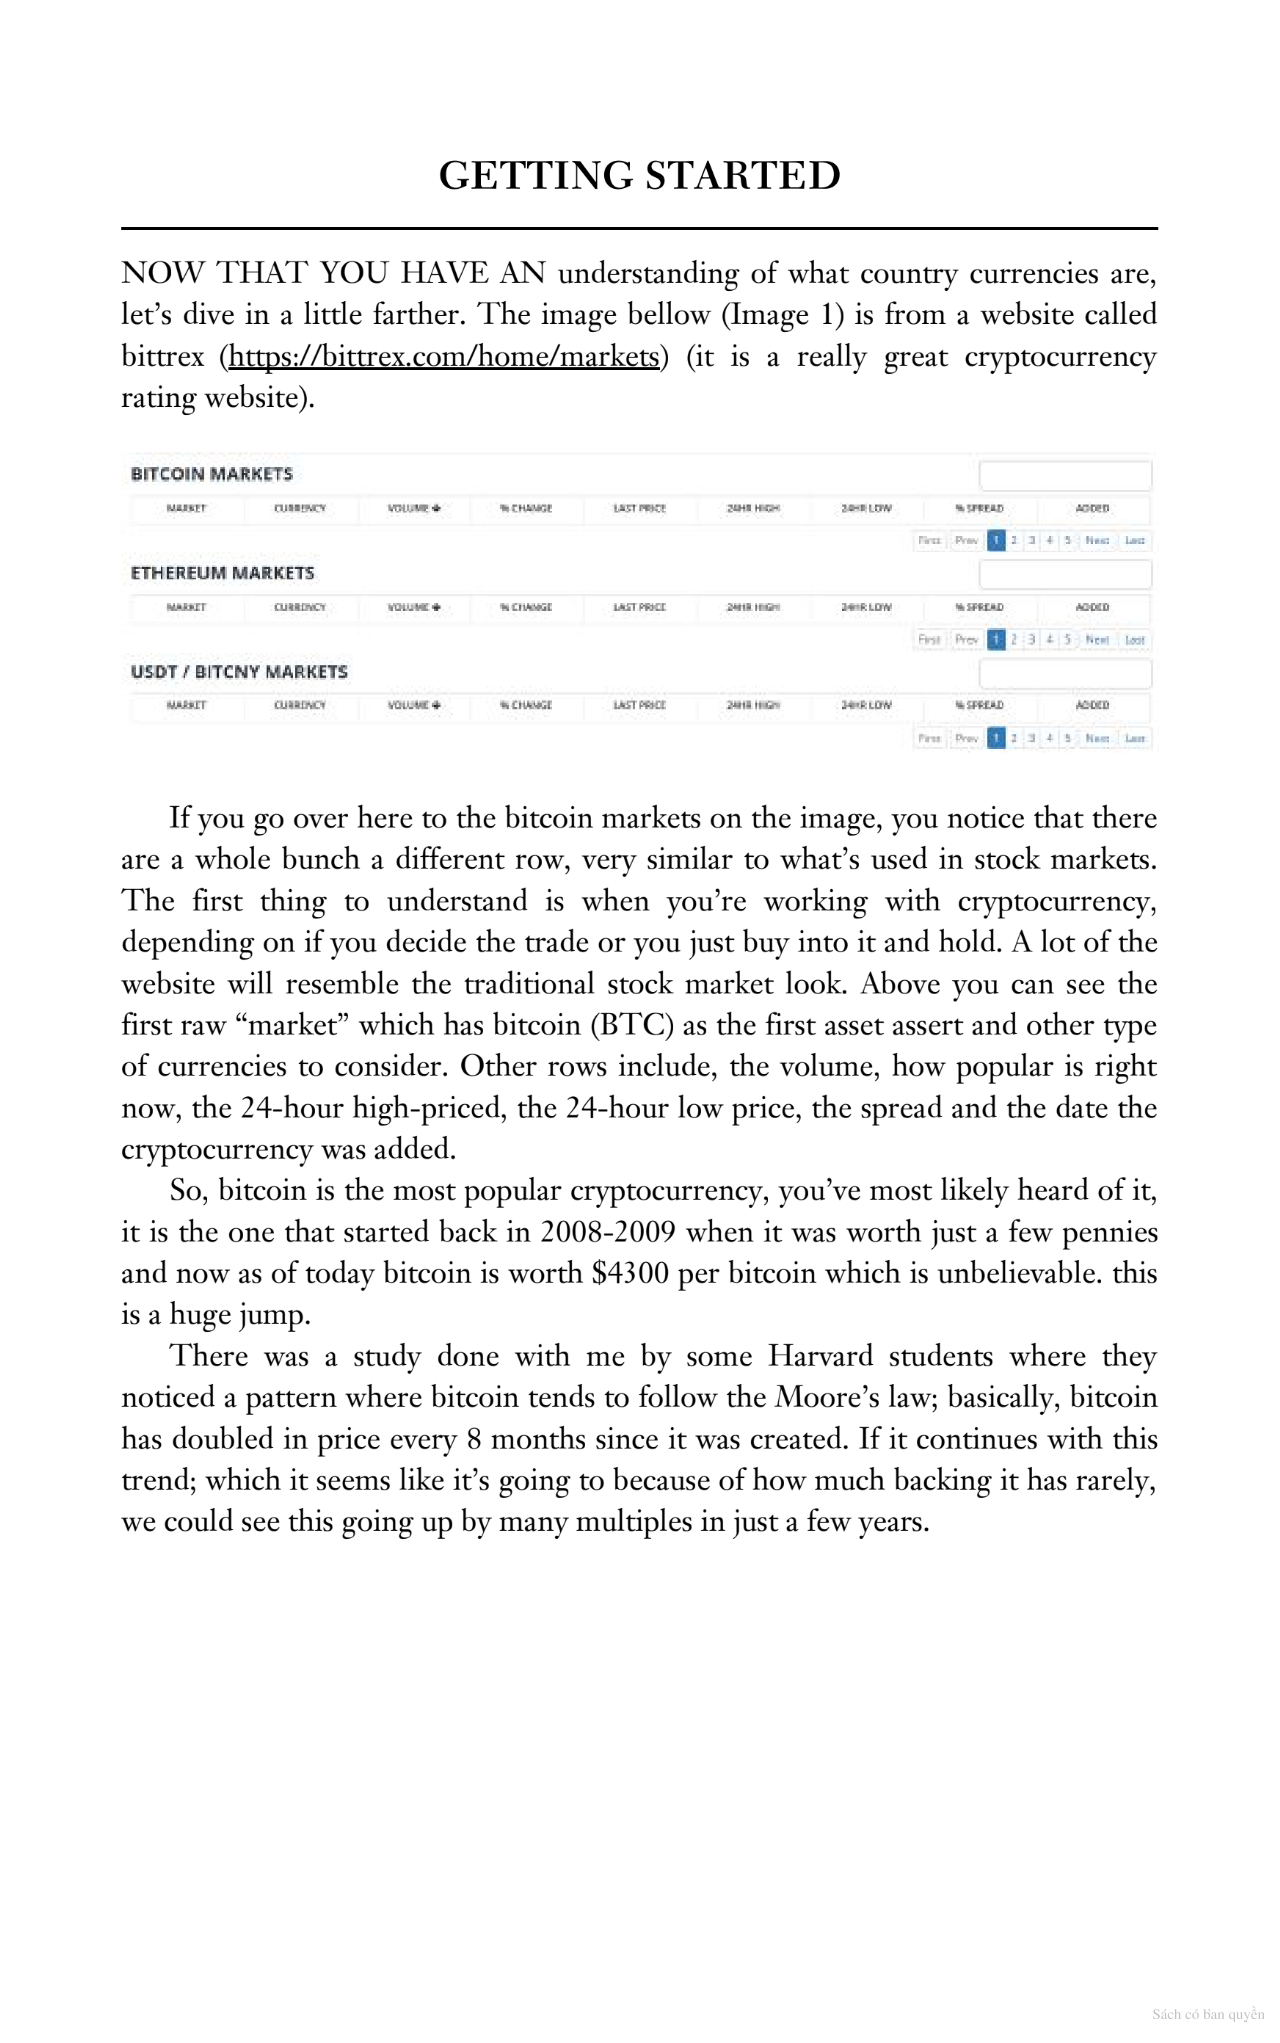 GETTING STARTED
NOW THAT YOU HAVE AN understanding of what country currencies are,
let’s dive in a little farther. The image bellow (Image 1) is from a website called
bittrex (https://bittrex.com/home/markets) (it is a really great cryptocurrency
rating website).
BITCOIN MARKETS
MARKET CURRENCY VOLUME % CHANGE LAST PRICE 24HR HIGH 24HR LOW % SPREAD ADDED
First Prev 1 2 3 4 5 Next Last
ETHEREUM MARKETS
MARKET CURRENCY VOLUME % CHANGE LAST PRICE 24HR HIGH 24HR LOW % SPREAD ADDED
First Prev 1 2 3 4 5 Next Last
USDT / BITCNY MARKETS
MARKET CURRENCY VOLUME % CHANGE LAST PRICE 24HR HIGH 24HR LOW % SPREAD ADDED
First Prev 1 2 3 4 5 Next Last
If you go over here to the bitcoin markets on the image, you notice that there
are a whole bunch a different row, very similar to what’s used in stock markets.
The first thing to understand is when you’re working with cryptocurrency,
depending on if you decide the trade or you just buy into it and hold. A lot of the
website will resemble the traditional stock market look. Above you can see the
first raw “market” which has bitcoin (BTC) as the first asset assert and other type
of currencies to consider. Other rows include, the volume, how popular is right
now, the 24-hour high-priced, the 24-hour low price, the spread and the date the
cryptocurrency was added.
So, bitcoin is the most popular cryptocurrency, you’ve most likely heard of it,
it is the one that started back in 2008-2009 when it was worth just a few pennies
and now as of today bitcoin is worth $4300 per bitcoin which is unbelievable. this
is a huge jump.
There was a study done with me by some Harvard students where they
noticed a pattern where bitcoin tends to follow the Moore’s law; basically, bitcoin
has doubled in price every 8 months since it was created. If it continues with this
trend; which it seems like it’s going to because of how much backing it has rarely,
we could see this going up by many multiples in just a few years.
Sách có bản quyền